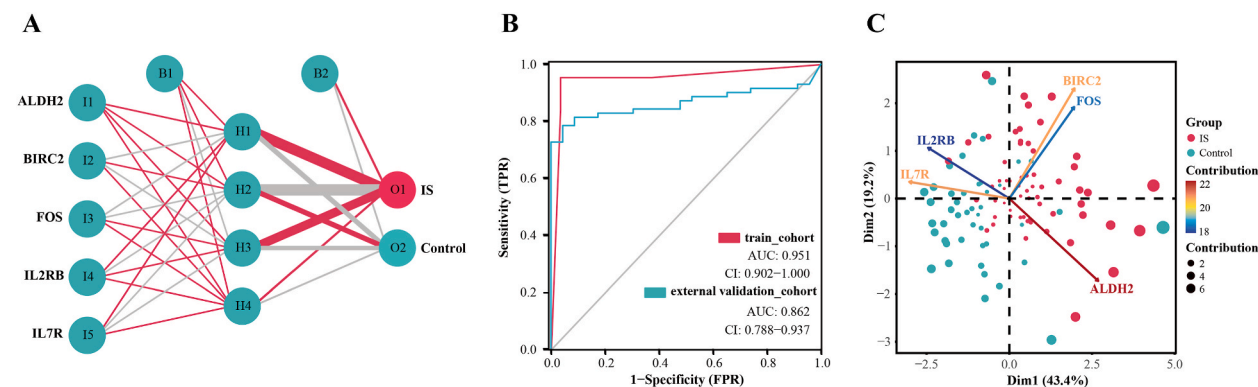 A
B1
B2
ALDH2
I1
BIRC2
I2
FOS
I3
IL2RB
I4
IL7R
I5
H1
H2
H3
H4
O1
IS
O2
Control
B
Sensitivity (TPR)
1.0
0.8
0.6
0.4
0.2
0.0
train_cohort
AUC: 0.951
CI: 0.902−1.000
external validation_cohort
AUC: 0.862
CI: 0.788−0.937
0.0 0.2 0.4 0.6 0.8 1.0
1−Specificity (FPR)
C
Dim2 (19.2%)
2
1
0
−1
−2
−3
BIRC2
FOS
IL2RB
IL7R
ALDH2
−2.5 0.0 2.5 5.0
Dim1 (43.4%)
Group
IS
Control
Contribution
22
21
20
19
18
Contribution
2
4
6